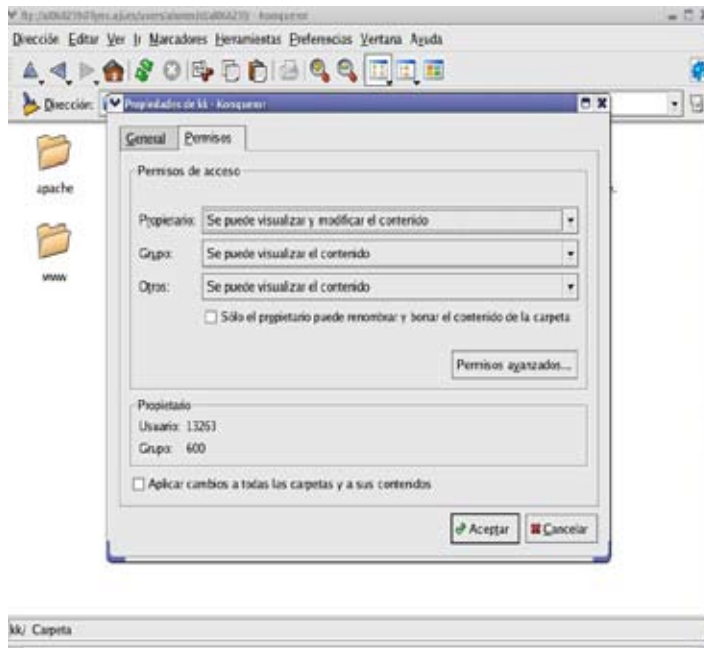 Dirección Editar Ver Ir Marcadores Herramientas Preferencias Ventana Ayuda
Dirección:
Propiedades de kk - Konqueror
General Permisos
apache
www
Permisos de acceso
Propietario: Se puede visualizar y modificar el contenido
Grupo: Se puede visualizar el contenido
Otros: Se puede visualizar el contenido
Sólo el propietario puede renombrar y borrar el contenido de la carpeta
Permisos avanzados...
Propietario
Usuario: 13263
Grupo: 600
Aplicar cambios a todas las carpetas y a sus contenidos
Aceptar Cancelar
kk/ Carpeta